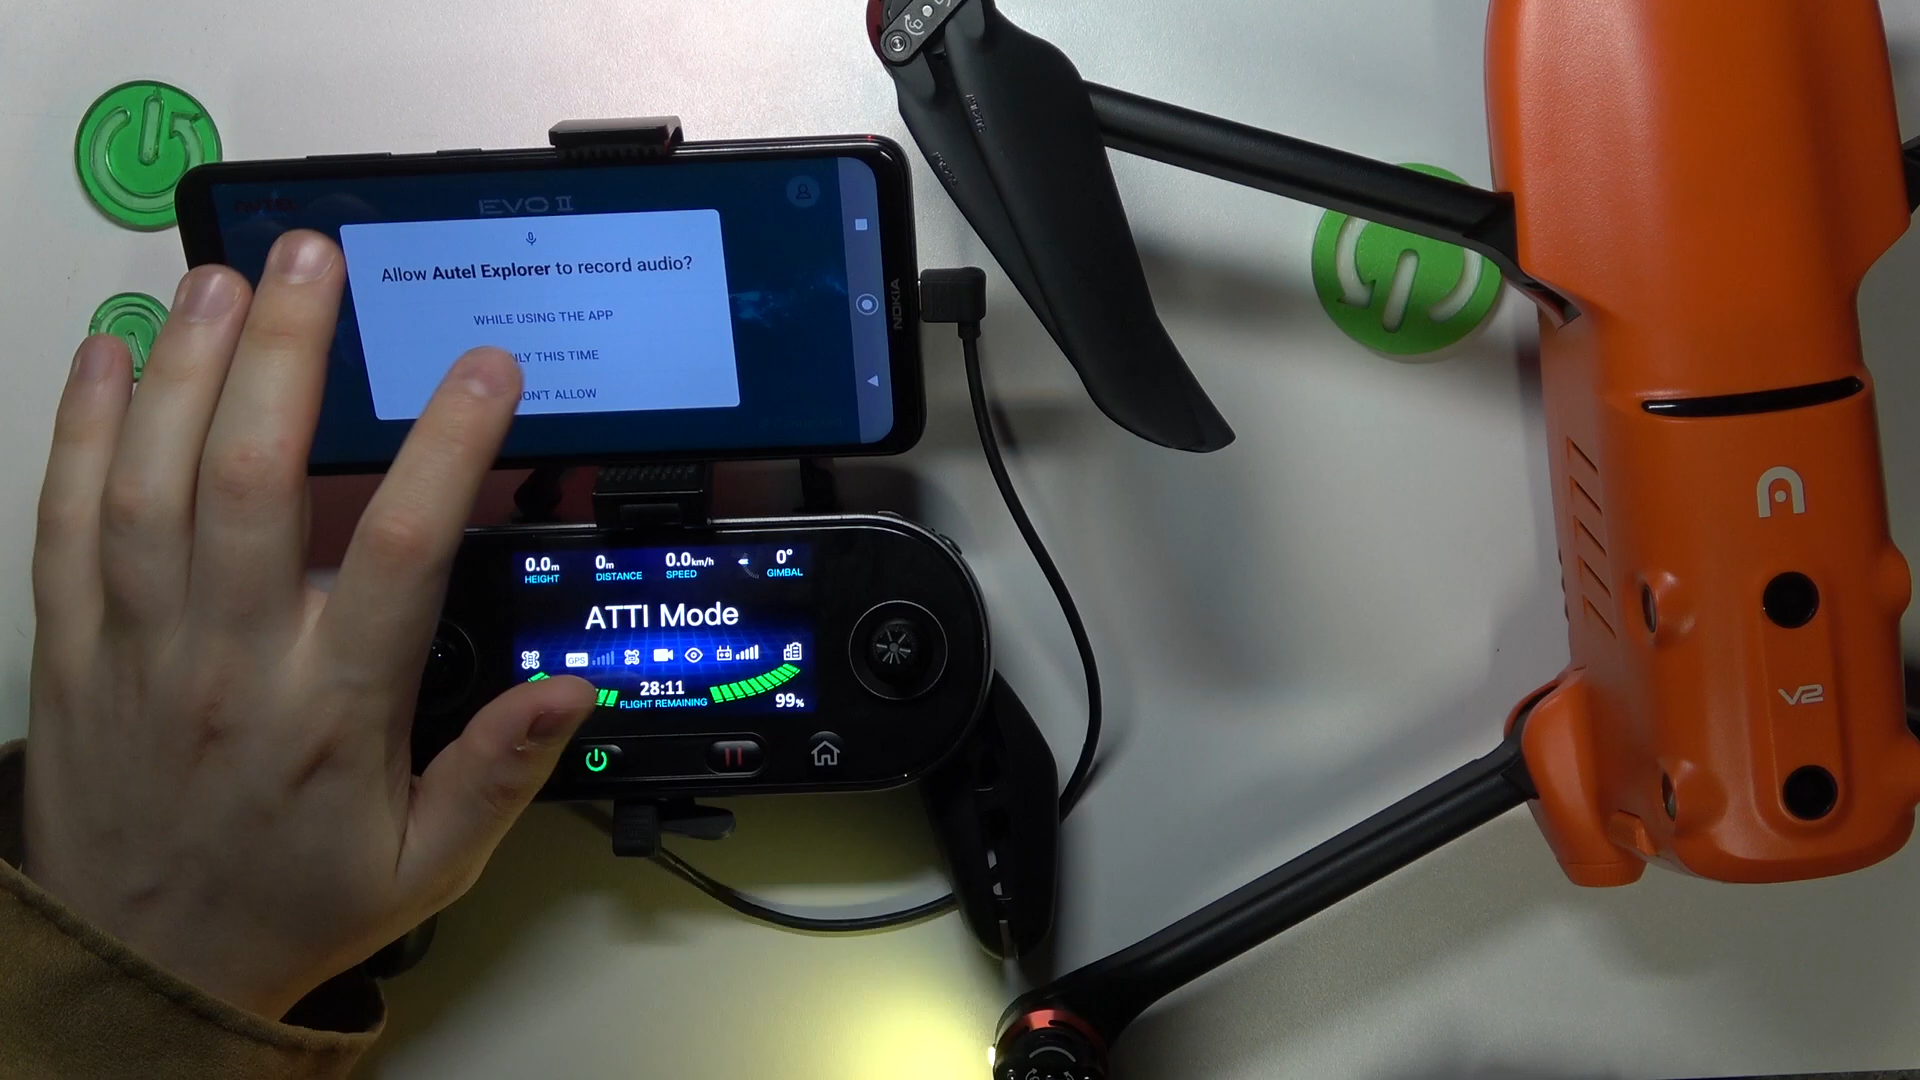 AUTEL
EVO II
Allow Autel Explorer to record audio?
WHILE USING THE APP
NLY THIS TIME
ON'T ALLOW
NOKIA
0.0m
HEIGHT
0m
DISTANCE
0.0km/h
SPEED
0°
GIMBAL
ATTI Mode
GPS
28:11
FLIGHT REMAINING
99%
V2